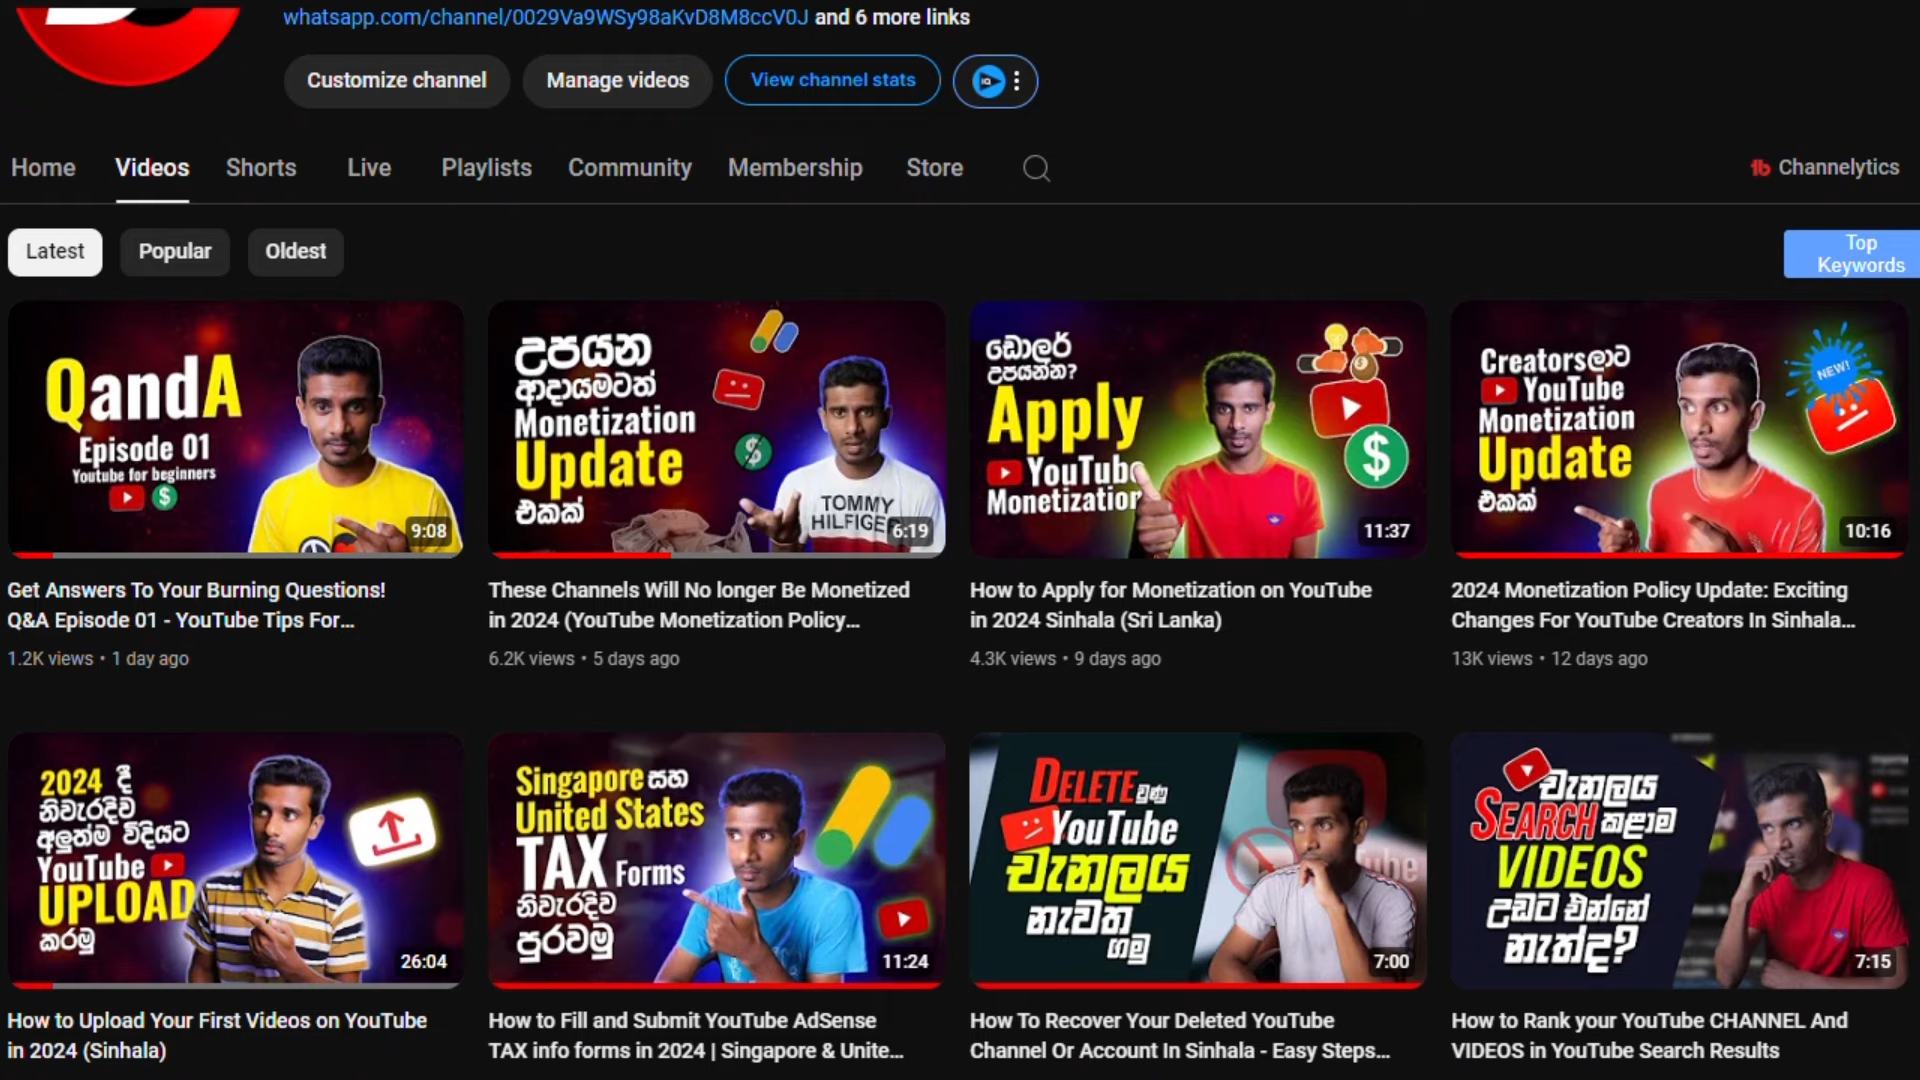 whatsapp.com/channel/0029Va9WSy98aKvD8M8ccV0J and 6 more links
Customize channel
Manage videos
View channel stats
IQ
Home
Videos
Shorts
Live
Playlists
Community
Membership
Store
Channelytics
Latest
Popular
Oldest
Top
Keywords
QandA
Episode 01
Youtube for beginners
9:08
Get Answers To Your Burning Questions!
Q&A Episode 01 - YouTube Tips For...
1.2K views • 1 day ago
උපයන
ආදායමටත්
Monetization
Update
එකක්
TOMMY
6:19
These Channels Will No longer Be Monetized
in 2024 (YouTube Monetization Policy...
6.2K views • 5 days ago
ඩොලර්
උපයන්න?
Apply
YouTube
Monetization
11:37
How to Apply for Monetization on YouTube
in 2024 Sinhala (Sri Lanka)
4.3K views • 9 days ago
Creatorsලාට
YouTube
Monetization
Update
එකක්
NEW!
10:16
2024 Monetization Policy Update: Exciting
Changes For YouTube Creators In Sinhala...
13K views • 12 days ago
2024 දී
නිවැරදිව
අලුත්ම විදියට
YouTube
UPLOAD
කරමු
26:04
How to Upload Your First Videos on YouTube
in 2024 (Sinhala)
Singapore සහ
United States
TAX Forms
නිවැරදිව
පුරවමු
11:24
How to Fill and Submit YouTube AdSense
TAX info forms in 2024 | Singapore & Unite...
DELETE වුණු
YouTube
චැනලය
නැවත
ගමු
7:00
How To Recover Your Deleted YouTube
Channel Or Account In Sinhala - Easy Steps...
චැනලය
SEARCH කළාම
VIDEOS
උඩට එන්නේ
නැත්ද?
7:15
How to Rank your YouTube CHANNEL And
VIDEOS in YouTube Search Results